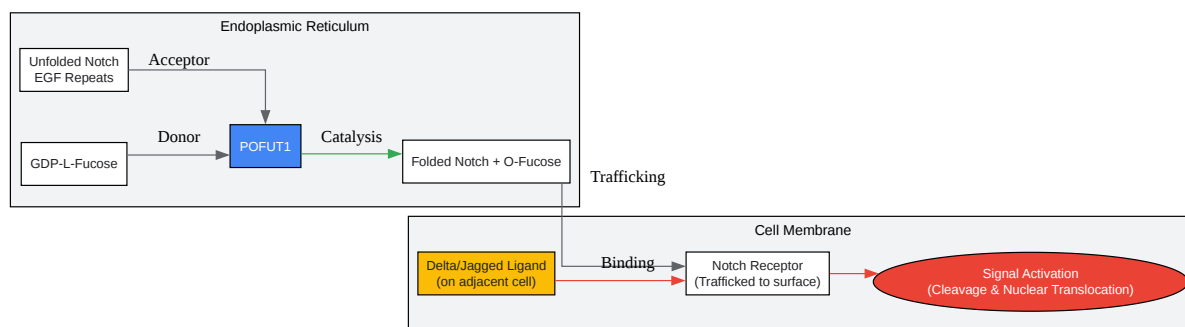 Endoplasmic Reticulum
Unfolded Notch
EGF Repeats
Acceptor
GDP-L-Fucose
Donor
POFUT1
Catalysis
Folded Notch + O-Fucose
Trafficking
Cell Membrane
Delta/Jagged Ligand
(on adjacent cell)
Binding
Notch Receptor
(Trafficked to surface)
Signal Activation
(Cleavage & Nuclear Translocation)